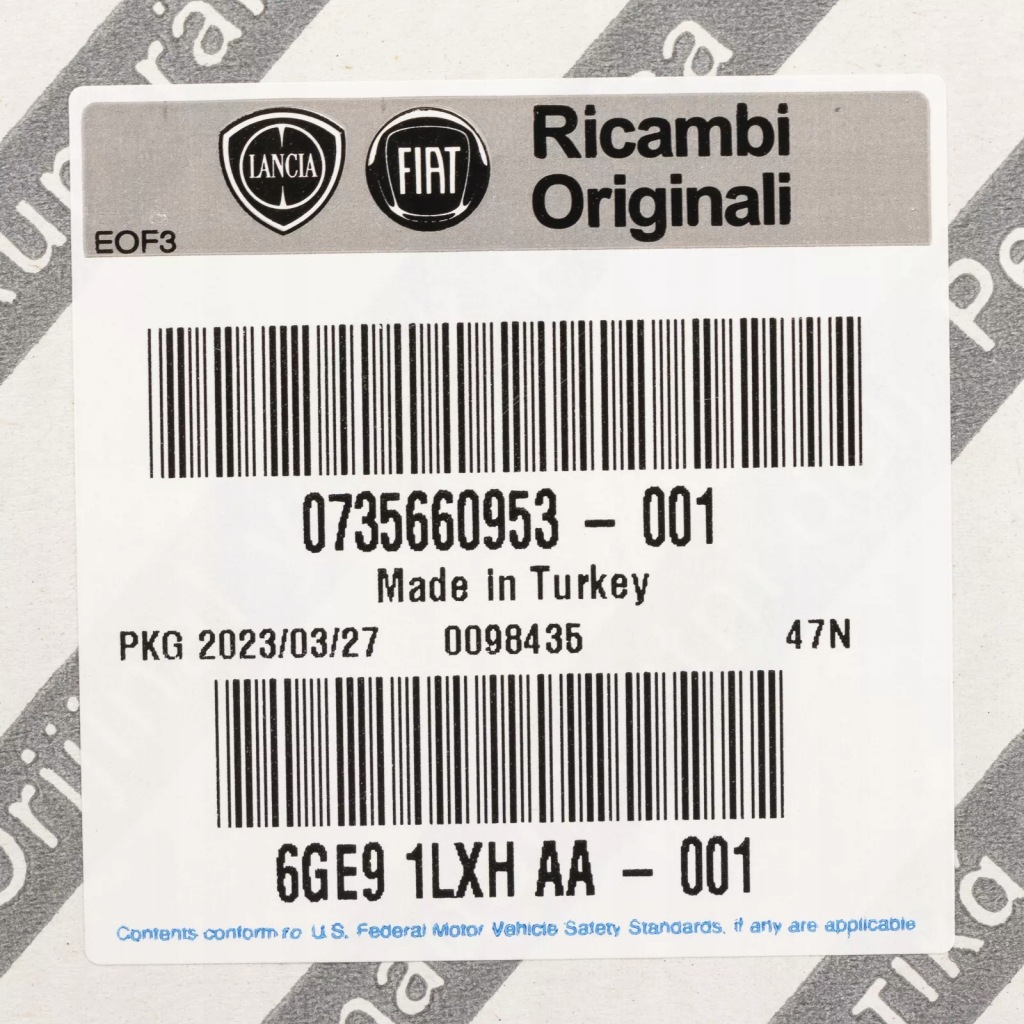 LANCIA
FIAT
Ricambi
Originali
EOF3
0735660953 - 001
Made in Turkey
PKG 2023/03/27 0098435 47N
6GE9 1LXH AA - 001
Contents conform to U.S. Federal Motor Vehicle Safety Standards, if any are applicable